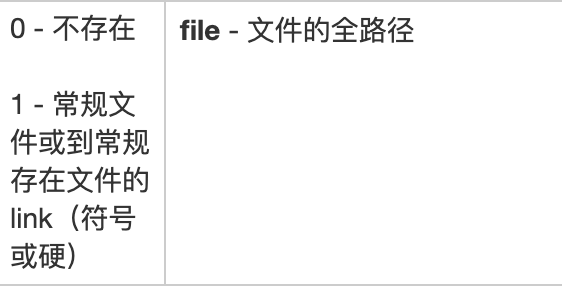 0 - 不存在
1 - 常规文
件或到常规
存在文件的
link（符号
或硬）
file - 文件的全路径